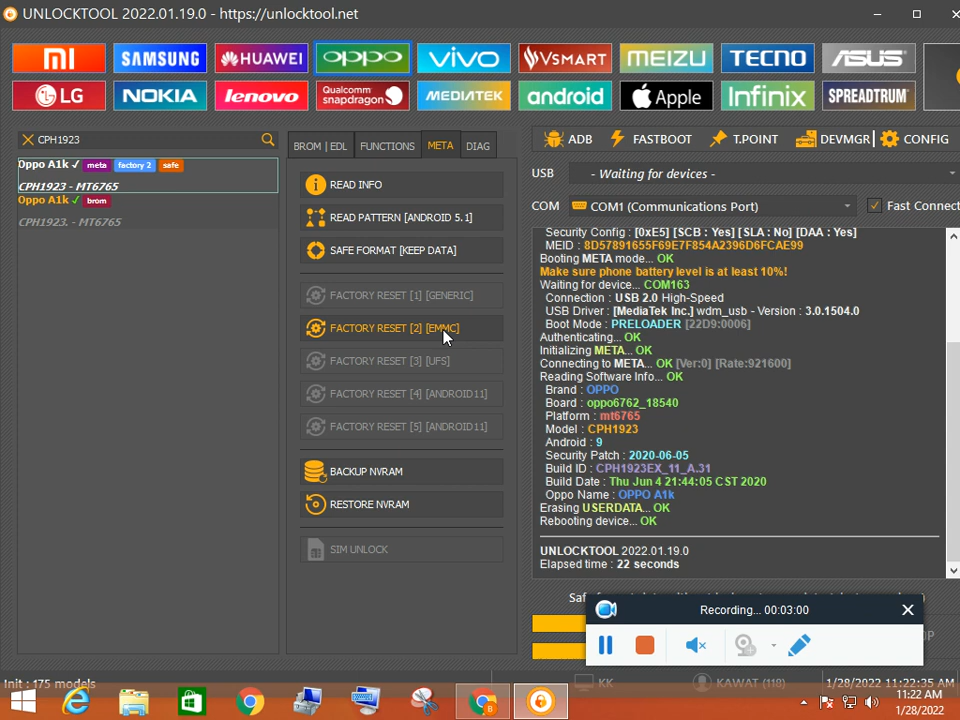 UNLOCKTOOL 2022.01.19.0 - https://unlocktool.net
mi SAMSUNG HUAWEI oppo vivo VSMART MEIZU TECNO ASUS
LG NOKIA lenovo Qualcomm snapdragon MEDIATEK android Apple Infinix SPREADTRUM
CPH1923
Oppo A1k ✓ meta factory 2 safe
CPH1923 - MT6765
Oppo A1k ✓ brom
CPH1923. - MT6765
BROM | EDL FUNCTIONS META DIAG
READ INFO
READ PATTERN [ANDROID 5.1]
SAFE FORMAT [KEEP DATA]
FACTORY RESET [1] [GENERIC]
FACTORY RESET [2] [EMMC]
FACTORY RESET [3] [UFS]
FACTORY RESET [4] [ANDROID11]
FACTORY RESET [5] [ANDROID11]
BACKUP NVRAM
RESTORE NVRAM
SIM UNLOCK
ADB FASTBOOT T.POINT DEVMGR CONFIG
USB - Waiting for devices -
COM COM1 (Communications Port) Fast Connect
Security Config : [0xE5] [SCB : Yes] [SLA : No] [DAA : Yes]
MEID : 8D57891655F69E7F854A2396D6FCAE99
Booting META mode... OK
Make sure phone battery level is at least 10%!
Waiting for device... COM163
Connection : USB 2.0 High-Speed
USB Driver : [MediaTek Inc.] wdm_usb - Version : 3.0.1504.0
Boot Mode : PRELOADER [22D9:0006]
Authenticating... OK
Initializing META... OK
Connecting to META... OK [Ver:0] [Rate:921600]
Reading Software Info... OK
Brand : OPPO
Board : oppo6762_18540
Platform : mt6765
Model : CPH1923
Android : 9
Security Patch : 2020-06-05
Build ID : CPH1923EX_11_A.31
Build Date : Thu Jun 4 21:44:05 CST 2020
Oppo Name : OPPO A1k
Erasing USERDATA... OK
Rebooting device... OK
UNLOCKTOOL 2022.01.19.0
Elapsed time : 22 seconds
Recording... 00:03:00
Init : 175 models
KK KAWAT (118) 1/28/2022 11:22:35 AM
11:22 AM
1/28/2022